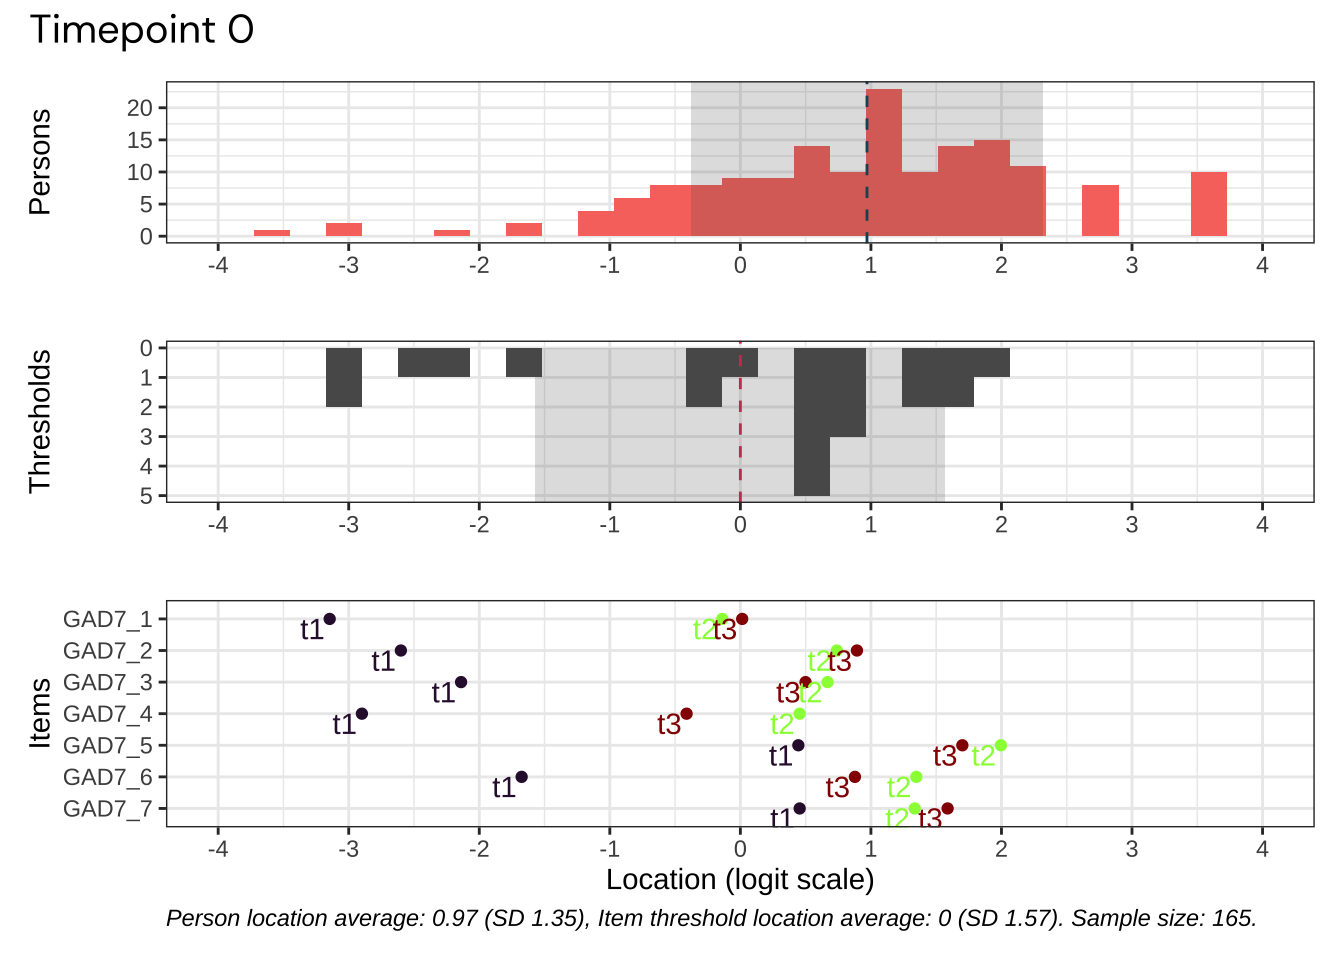 Timepoint 0
Persons
20
15
10
5
0
-4 -3 -2 -1 0 1 2 3 4
Thresholds
0
1
2
3
4
5
-4 -3 -2 -1 0 1 2 3 4
Items
GAD7_1 t1 t2 t3
GAD7_2 t1 t2 t3
GAD7_3 t1 t3 t2
GAD7_4 t1 t3 t2
GAD7_5 t1 t3 t2
GAD7_6 t1 t3 t2
GAD7_7 t1 t2 t3
-4 -3 -2 -1 0 1 2 3 4
Location (logit scale)
Person location average: 0.97 (SD 1.35), Item threshold location average: 0 (SD 1.57). Sample size: 165.